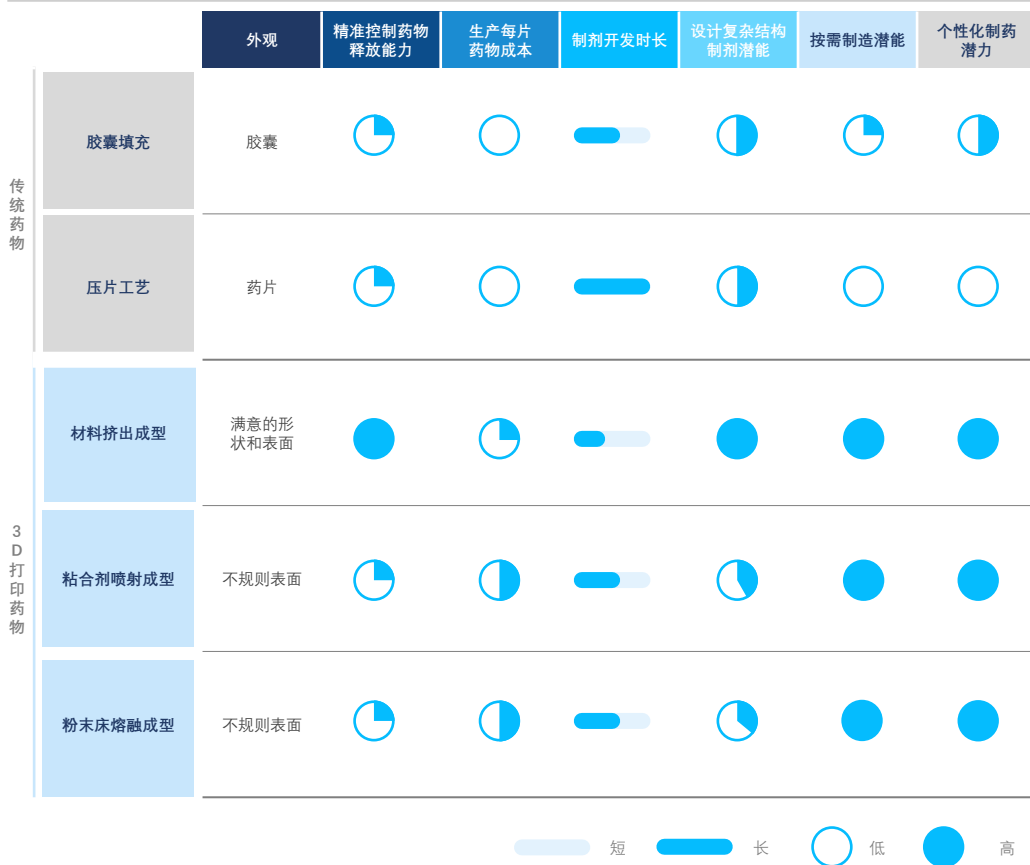 外观
精准控制药物
释放能力
生产每片
药物成本
制剂开发时长
设计复杂结构
制剂潜能
按需制造潜能
个性化制药
潜力
传统药物
胶囊填充
胶囊
压片工艺
药片
3D打印药物
材料挤出成型
满意的形
状和表面
粘合剂喷射成型
不规则表面
粉末床熔融成型
不规则表面
短
长
低
高